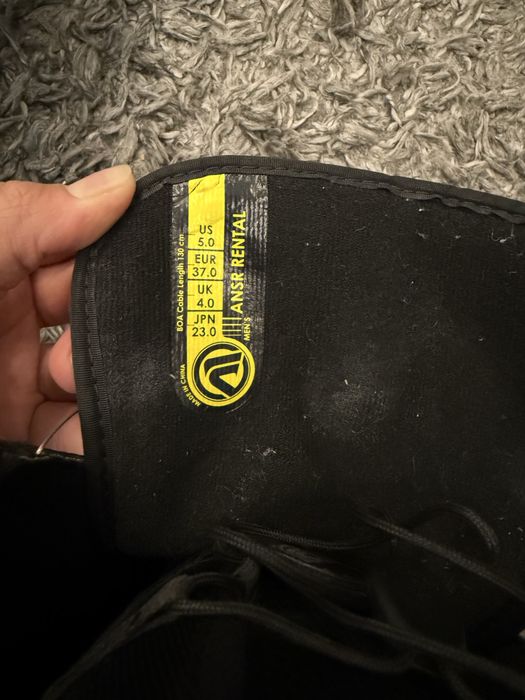 US
5.0
EUR
37.0
UK
4.0
JPN
23.0
BOA Cable Length 130 cm
ANSR RENTAL
MEN'S
MADE IN CHINA